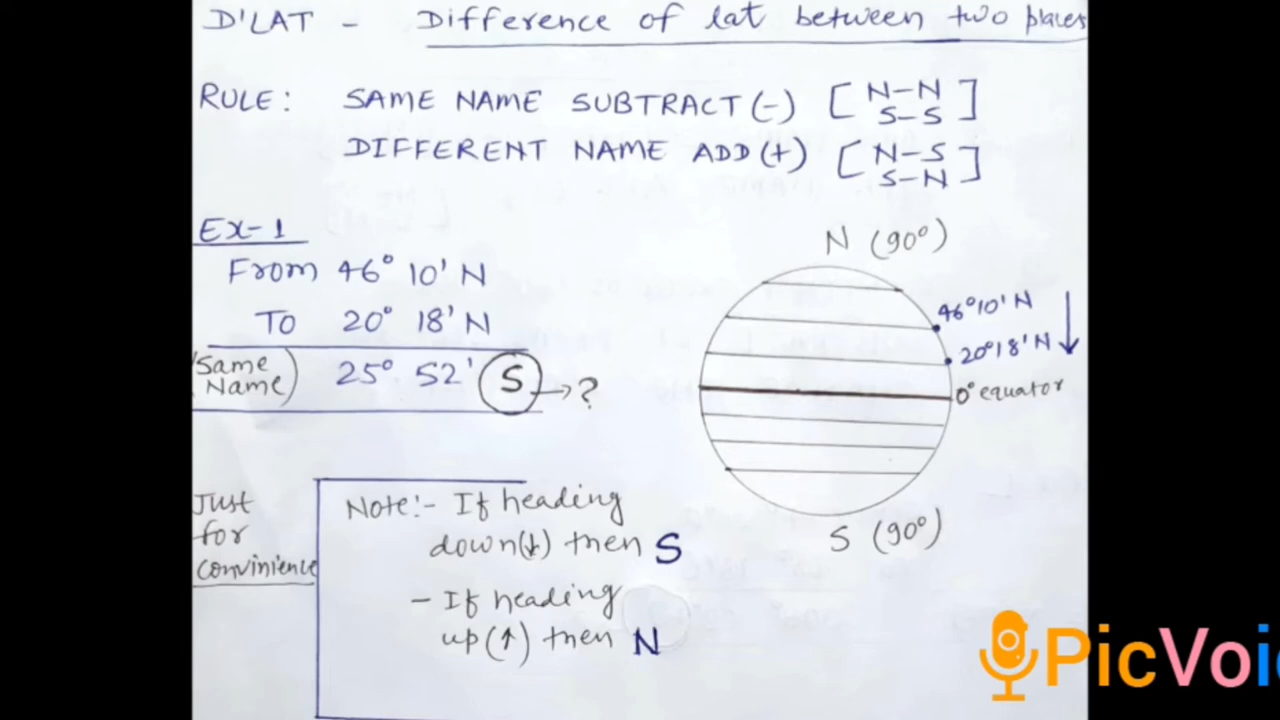 D'LAT - Difference of lat between two places
RULE: SAME NAME SUBTRACT (-) [N-N
S-S]
DIFFERENT NAME ADD (+) [N-S
S-N]
Ex-1
From 46° 10' N
To 20° 18' N
(Same Name) 25° 52' S → ?
N (90°)
46°10' N
20°18' N ↓
0° equator
S (90°)
Just
for
convinience
Note:- If heading
down(↓) then S
- If heading
up(↑) then N
PicVoi